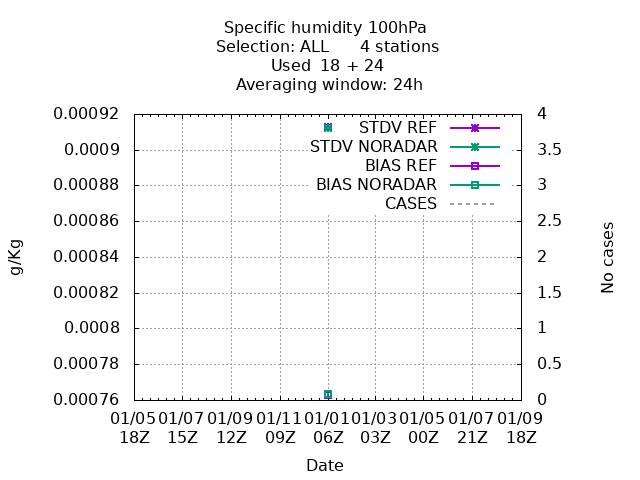 Specific humidity 100hPa
Selection: ALL      4 stations
Used  18 + 24
Averaging window: 24h
0.00092
0.0009
0.00088
0.00086
0.00084
0.00082
0.0008
0.00078
0.00076
g/Kg
STDV REF
STDV NORADAR
BIAS REF
BIAS NORADAR
CASES
4
3.5
3
2.5
2
1.5
1
0.5
0
No cases
01/05 01/07 01/09 01/11 01/01 01/03 01/05 01/07 01/09
18Z 15Z 12Z 09Z 06Z 03Z 00Z 21Z 18Z
Date